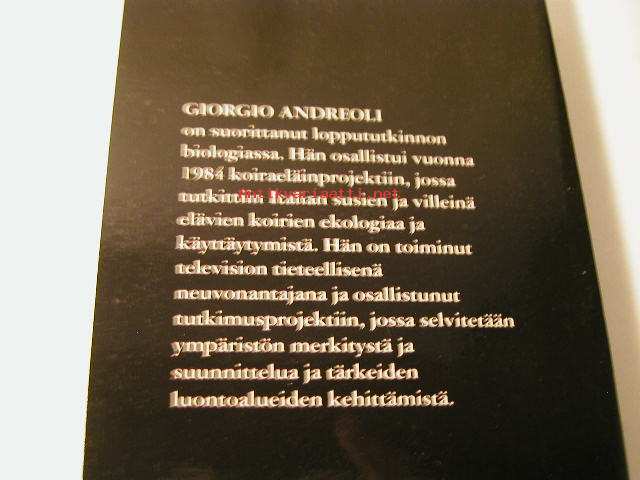 GIORGIO ANDREOLI
on suorittanut loppututkinnon
biologiassa. Hän osallistui vuonna
1984 koiraeläinprojektiin, jossa
tutkittiin Italian susien ja villeinä
elävien koirien ekologiaa ja
käyttäytymistä. Hän on toiminut
television tieteellisenä
neuvonantajana ja osallistunut
tutkimusprojektiin, jossa selvitetään
ympäristön merkitystä ja
suunnittelua ja tärkeiden
luontoalueiden kehittämistä.